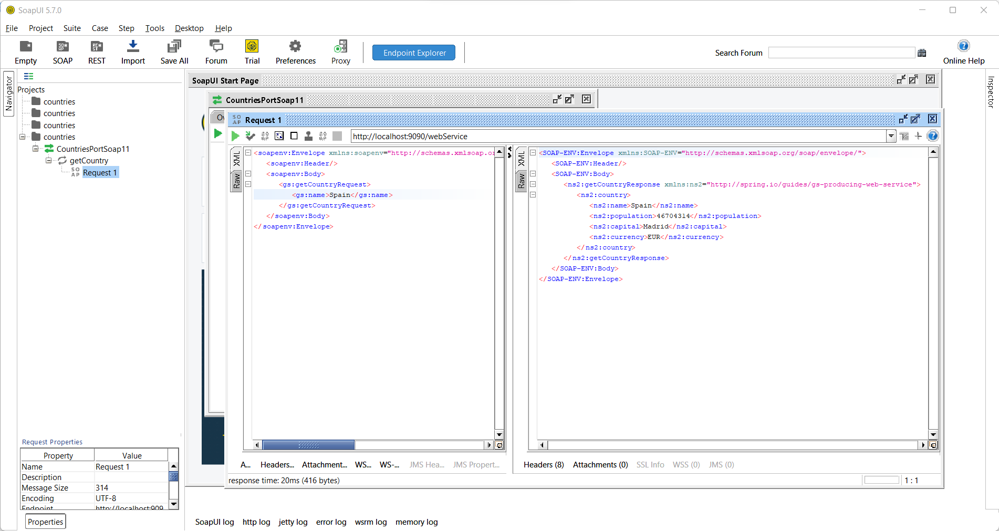 SoapUI 5.7.0
File Project Suite Case Step Tools Desktop Help
Empty SOAP REST Import Save All Forum Trial Preferences Proxy Endpoint Explorer Search Forum Online Help
Navigator
Inspector
Projects
countries
countries
countries
countries
CountriesPortSoap11
getCountry
Request 1
SoapUI Start Page
CountriesPortSoap11
Ov
Request 1
http://localhost:9090/webService
XML
Raw
<soapenv:Envelope xmlns:soapenv="http://schemas.xmlsoap.or
<soapenv:Header/>
<soapenv:Body>
<gs:getCountryRequest>
<gs:name>Spain</gs:name>
</gs:getCountryRequest>
</soapenv:Body>
</soapenv:Envelope>
XML
Raw
<SOAP-ENV:Envelope xmlns:SOAP-ENV="http://schemas.xmlsoap.org/soap/envelope/">
<SOAP-ENV:Header/>
<SOAP-ENV:Body>
<ns2:getCountryResponse xmlns:ns2="http://spring.io/guides/gs-producing-web-service">
<ns2:country>
<ns2:name>Spain</ns2:name>
<ns2:population>46704314</ns2:population>
<ns2:capital>Madrid</ns2:capital>
<ns2:currency>EUR</ns2:currency>
</ns2:country>
</ns2:getCountryResponse>
</SOAP-ENV:Body>
</SOAP-ENV:Envelope>
A... Headers... Attachment... WS... WS-... JMS Hea... JMS Propert...
Headers (8) Attachments (0) SSL Info WSS (0) JMS (0)
response time: 20ms (416 bytes)
1 : 1
Request Properties
Property Value
Name Request 1
Description
Message Size 314
Encoding UTF-8
Endpoint http://localhost:909
Properties
SoapUI log http log jetty log error log wsrm log memory log